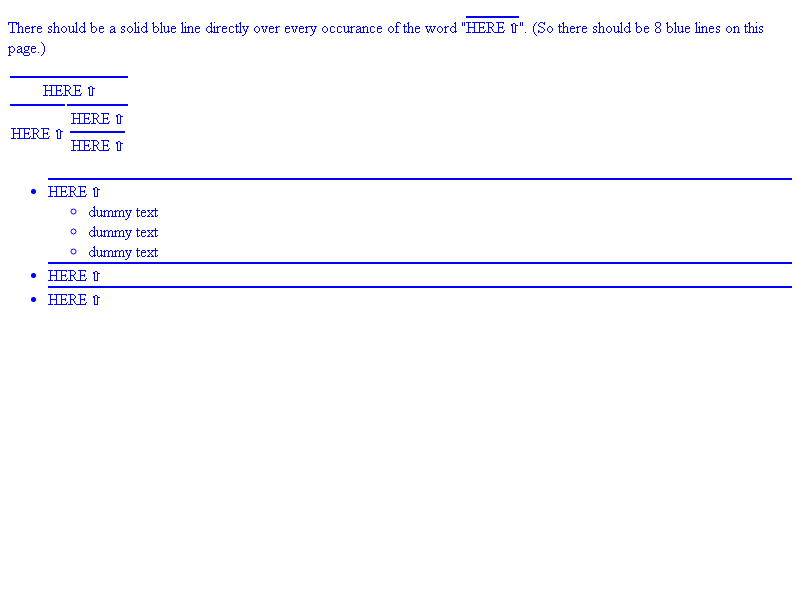 There should be a solid blue line directly over every occurance of the word "HERE ⇧". (So there should be 8 blue lines on this
page.)
HERE ⇧
HERE ⇧
HERE ⇧
HERE ⇧
HERE ⇧
dummy text
dummy text
dummy text
HERE ⇧
HERE ⇧